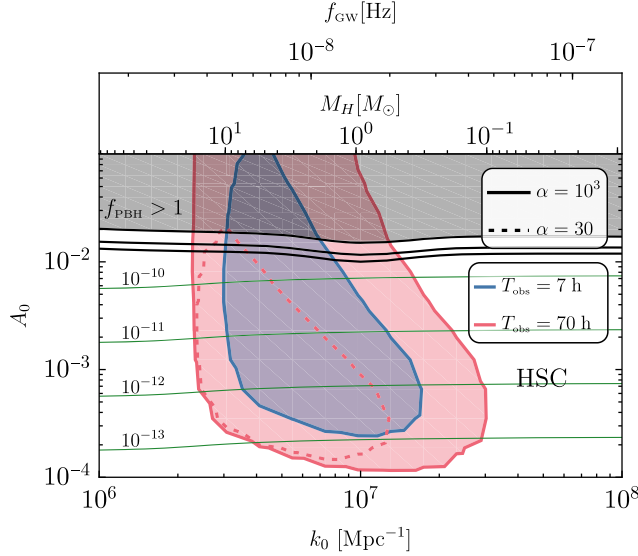 f_GW[Hz]
10^−8 10^−7
M_H[M_⊙]
10^1 10^0 10^−1
f_PBH > 1
α = 10^3
α = 30
10^−2
10^−10
T_obs = 7 h
A_0
10^−11
T_obs = 70 h
10^−3
10^−12
HSC
10^−13
10^−4
10^6 10^7 10^8
k_0 [Mpc^−1]